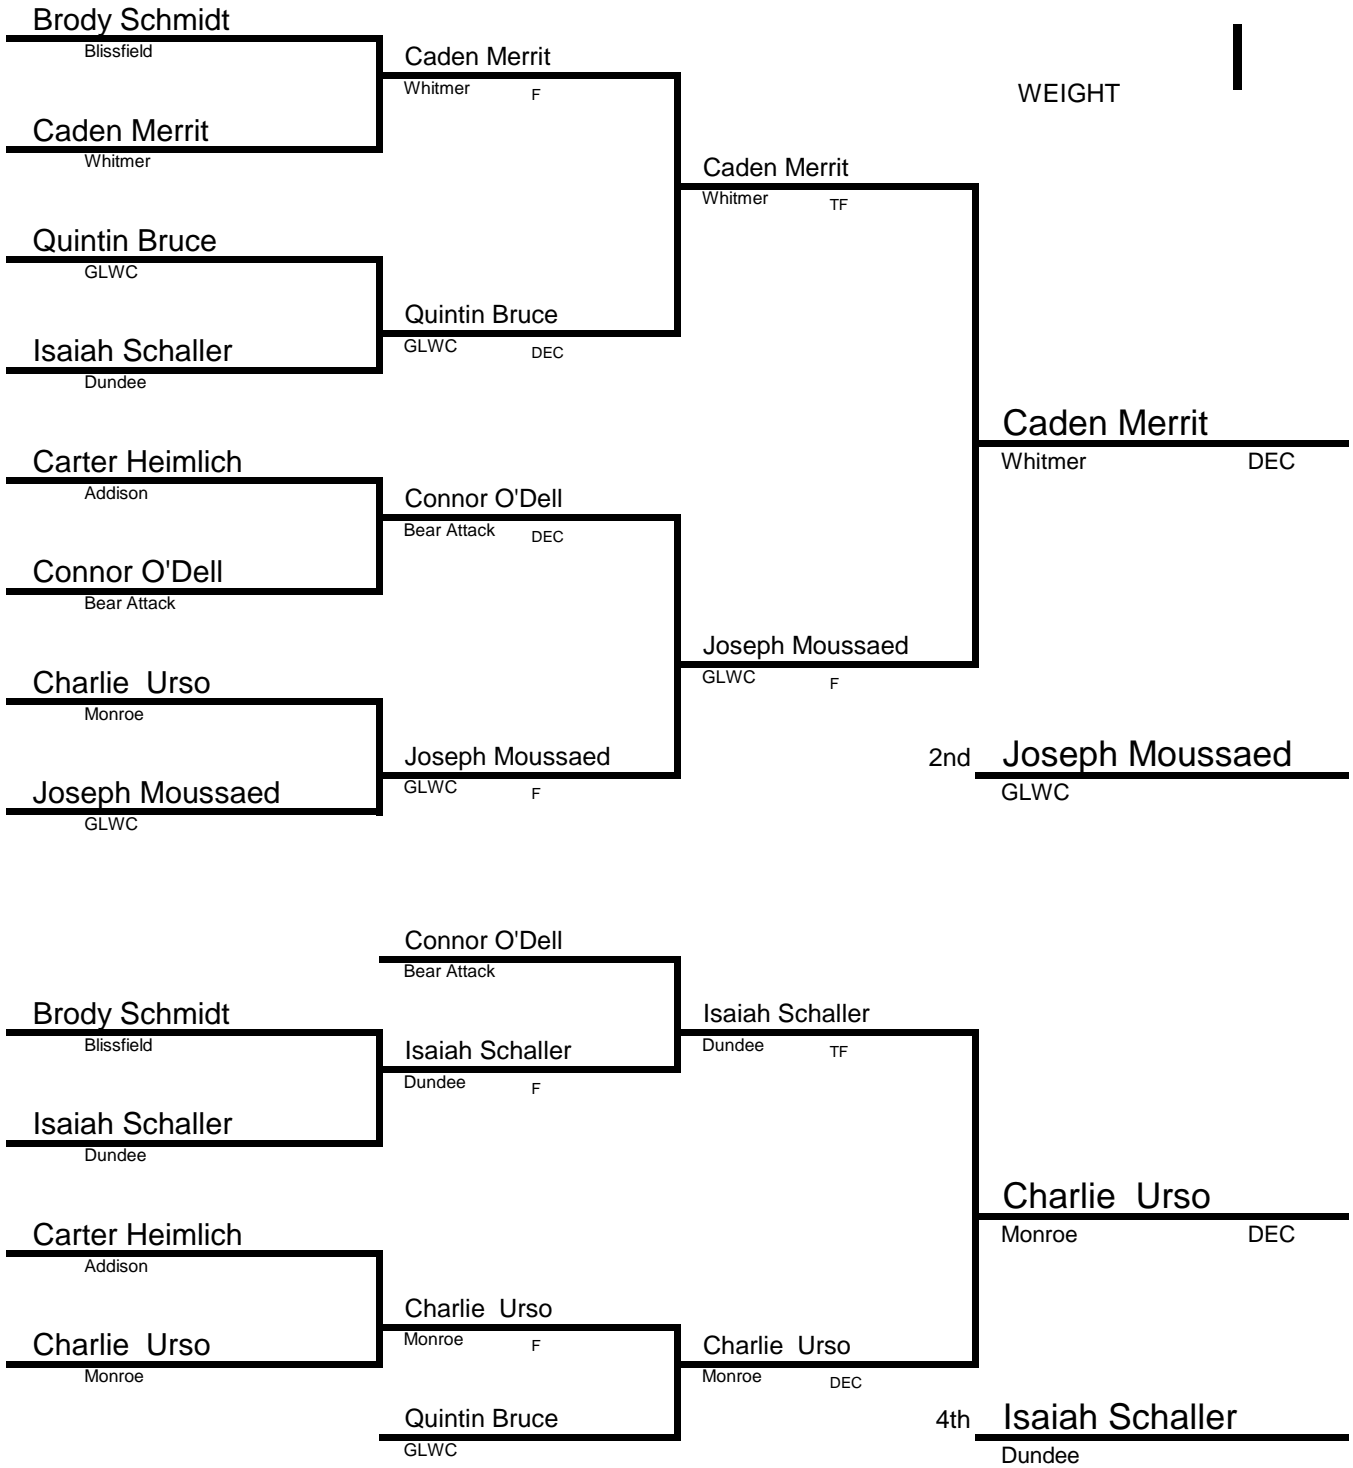 Brody Schmidt
Blissfield
Caden Merrit
Whitmer F
WEIGHT
I
Caden Merrit
Whitmer
Caden Merrit
Whitmer TF
Quintin Bruce
GLWC
Quintin Bruce
GLWC DEC
Isaiah Schaller
Dundee
Caden Merrit
Whitmer DEC
Carter Heimlich
Addison
Connor O'Dell
Bear Attack DEC
Connor O'Dell
Bear Attack
Joseph Moussaed
GLWC F
Charlie  Urso
Monroe
Joseph Moussaed
GLWC F
2nd Joseph Moussaed
GLWC
Joseph Moussaed
GLWC
Connor O'Dell
Bear Attack
Brody Schmidt
Blissfield
Isaiah Schaller
Dundee TF
Isaiah Schaller
Dundee F
Isaiah Schaller
Dundee
Charlie  Urso
Monroe DEC
Carter Heimlich
Addison
Charlie  Urso
Monroe F
Charlie  Urso
Monroe
Charlie  Urso
Monroe DEC
Quintin Bruce
GLWC
4th Isaiah Schaller
Dundee